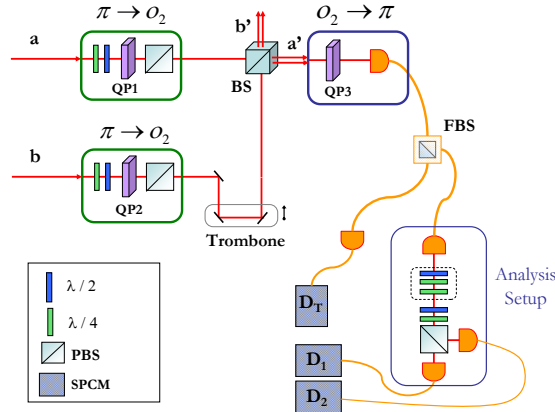 b'
O₂ → π
π → O₂
a
a'
QP1
BS
QP3
π → O₂
FBS
b
QP2
Trombone
Analysis
Setup
λ / 2
λ / 4
PBS
SPCM
D_T
D₁
D₂